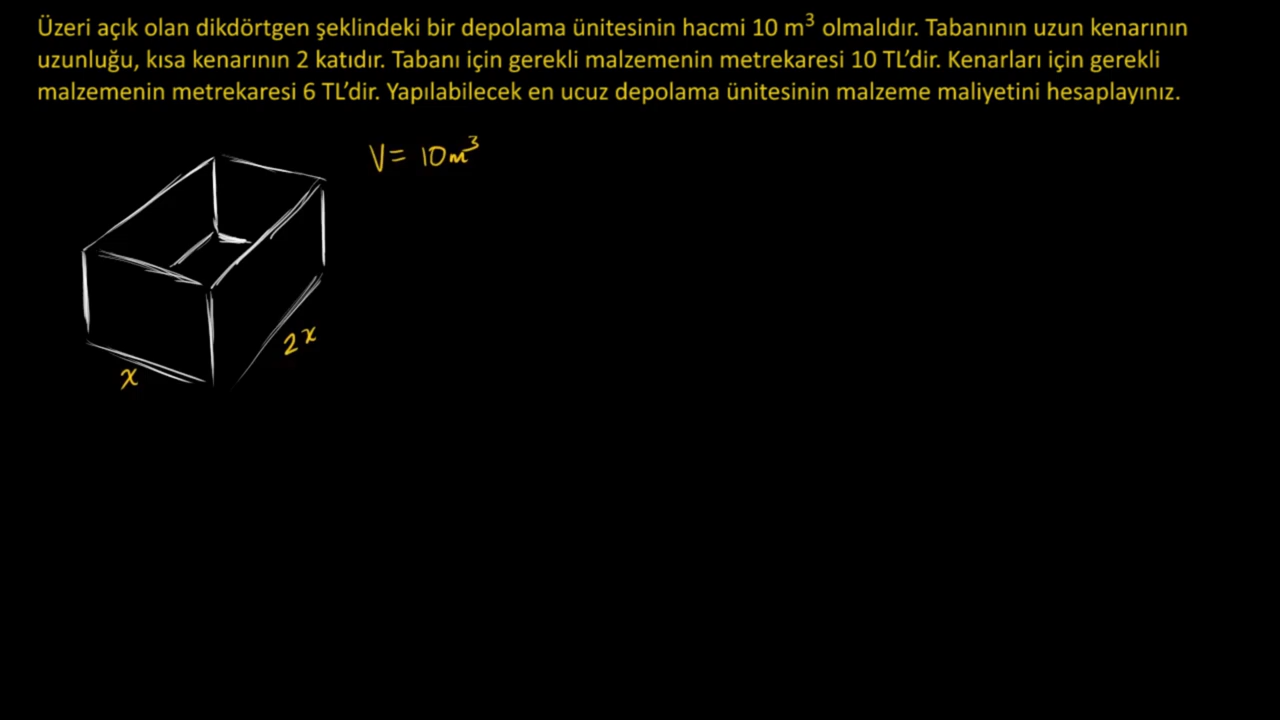 Üzeri açık olan dikdörtgen şeklindeki bir depolama ünitesinin hacmi 10 m³ olmalıdır. Tabanının uzun kenarının
uzunluğu, kısa kenarının 2 katıdır. Tabanı için gerekli malzemenin metrekaresi 10 TL’dir. Kenarları için gerekli
malzemenin metrekaresi 6 TL’dir. Yapılabilecek en ucuz depolama ünitesinin malzeme maliyetini hesaplayınız.
V= 10m³
2x
x